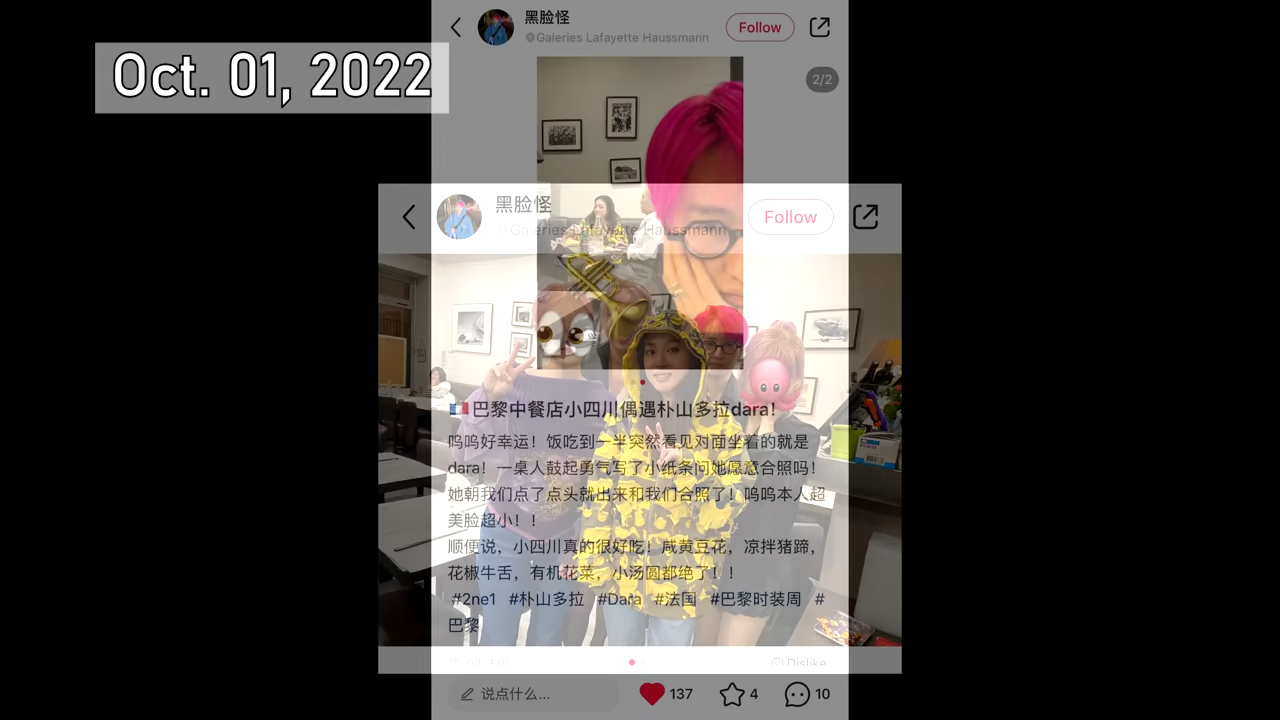 黑脸怪
Galeries Lafayette Haussmann
Follow
Oct. 01, 2022
2/2
黑脸怪
Galeries Lafayette Haussmann
Follow
巴黎中餐店小四川偶遇朴山多拉dara！
呜呜好幸运！饭吃到一半突然看见对面坐着的就是
dara！一桌人鼓起勇气写了小纸条问她愿意合照吗！
她朝我们点了点头就出来和我们合照了！呜呜本人超
美脸超小！！
顺便说，小四川真的很好吃！咸黄豆花，凉拌猪蹄，
花椒牛舌，有机花菜，小汤圆都绝了！！
#2ne1 #朴山多拉 #Dara #法国 #巴黎时装周 #
巴黎
Dislike
说点什么...
137
4
10